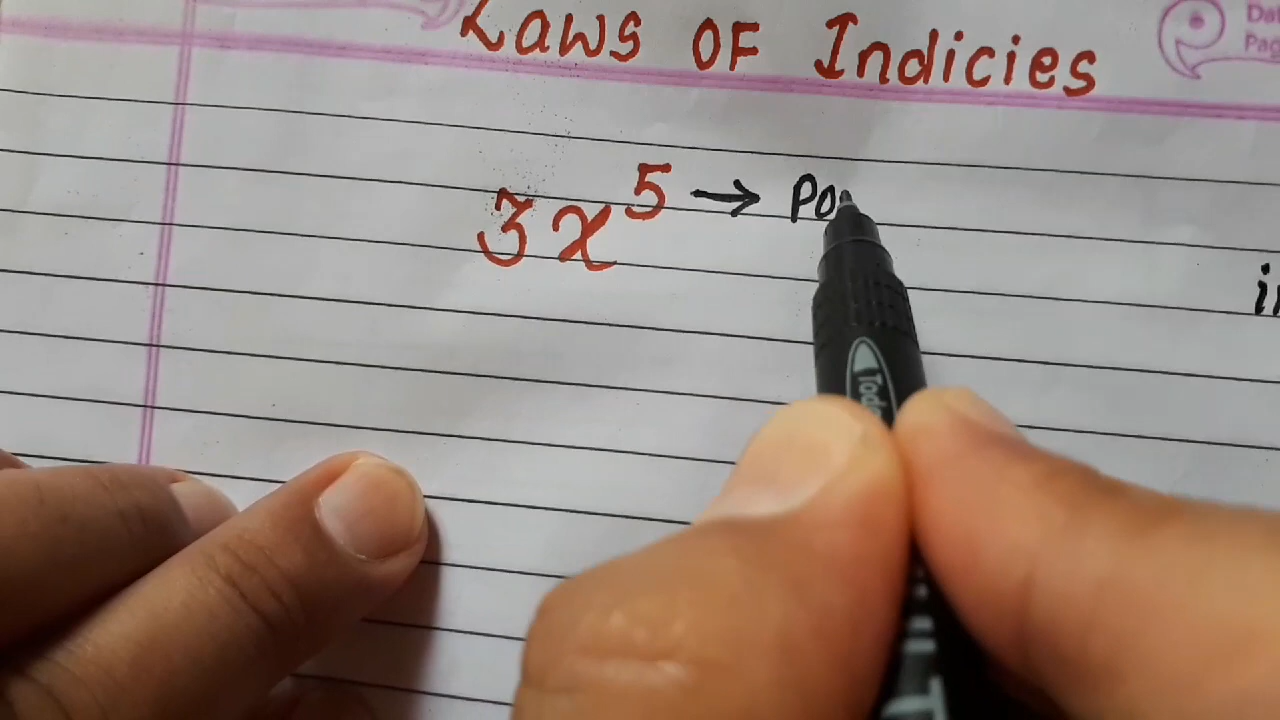 Laws OF Indicies
3x⁵ → Po